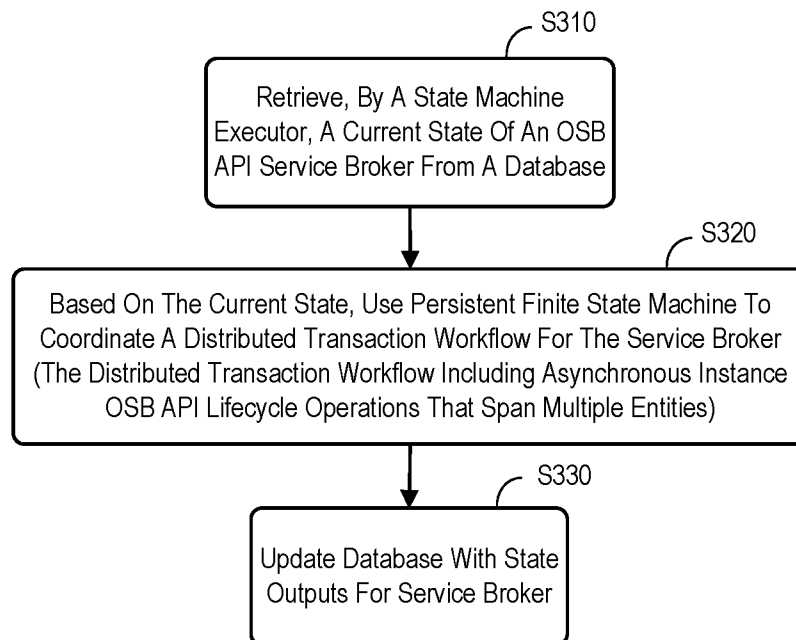 S310
Retrieve, By A State Machine
Executor, A Current State Of An OSB
API Service Broker From A Database
S320
Based On The Current State, Use Persistent Finite State Machine To
Coordinate A Distributed Transaction Workflow For The Service Broker
(The Distributed Transaction Workflow Including Asynchronous Instance
OSB API Lifecycle Operations That Span Multiple Entities)
S330
Update Database With State
Outputs For Service Broker